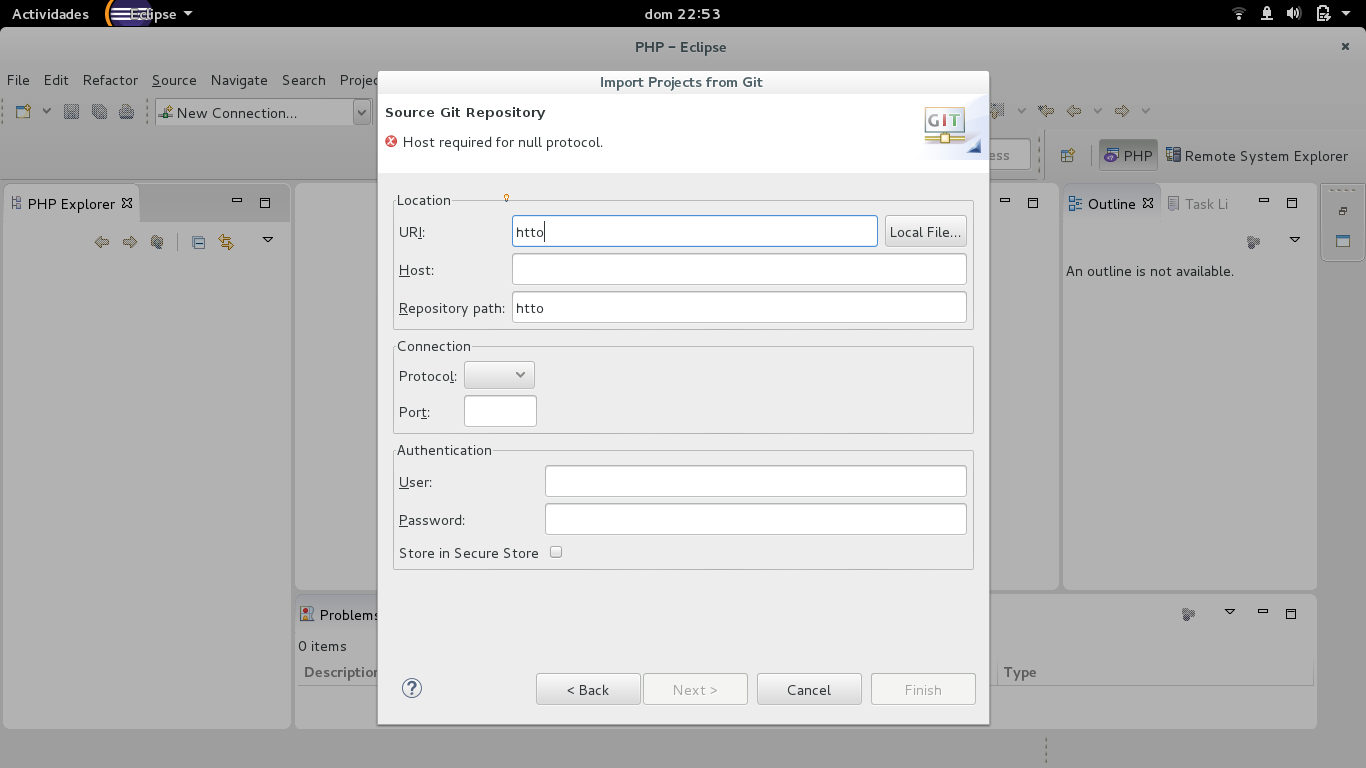 Actividades Eclipse dom 22:53
PHP – Eclipse
File Edit Refactor Source Navigate Search
New Connection...
PHP Remote System Explorer
PHP Explorer
Outline Task Li
An outline is not available.
Import Projects from Git
Source Git Repository
GIT
Host required for null protocol.
Location
URI: htto Local File...
Host:
Repository path: htto
Connection
Protocol:
Port:
Authentication
User:
Password:
Store in Secure Store
< Back Next > Cancel Finish
Problems
0 items
Description Type